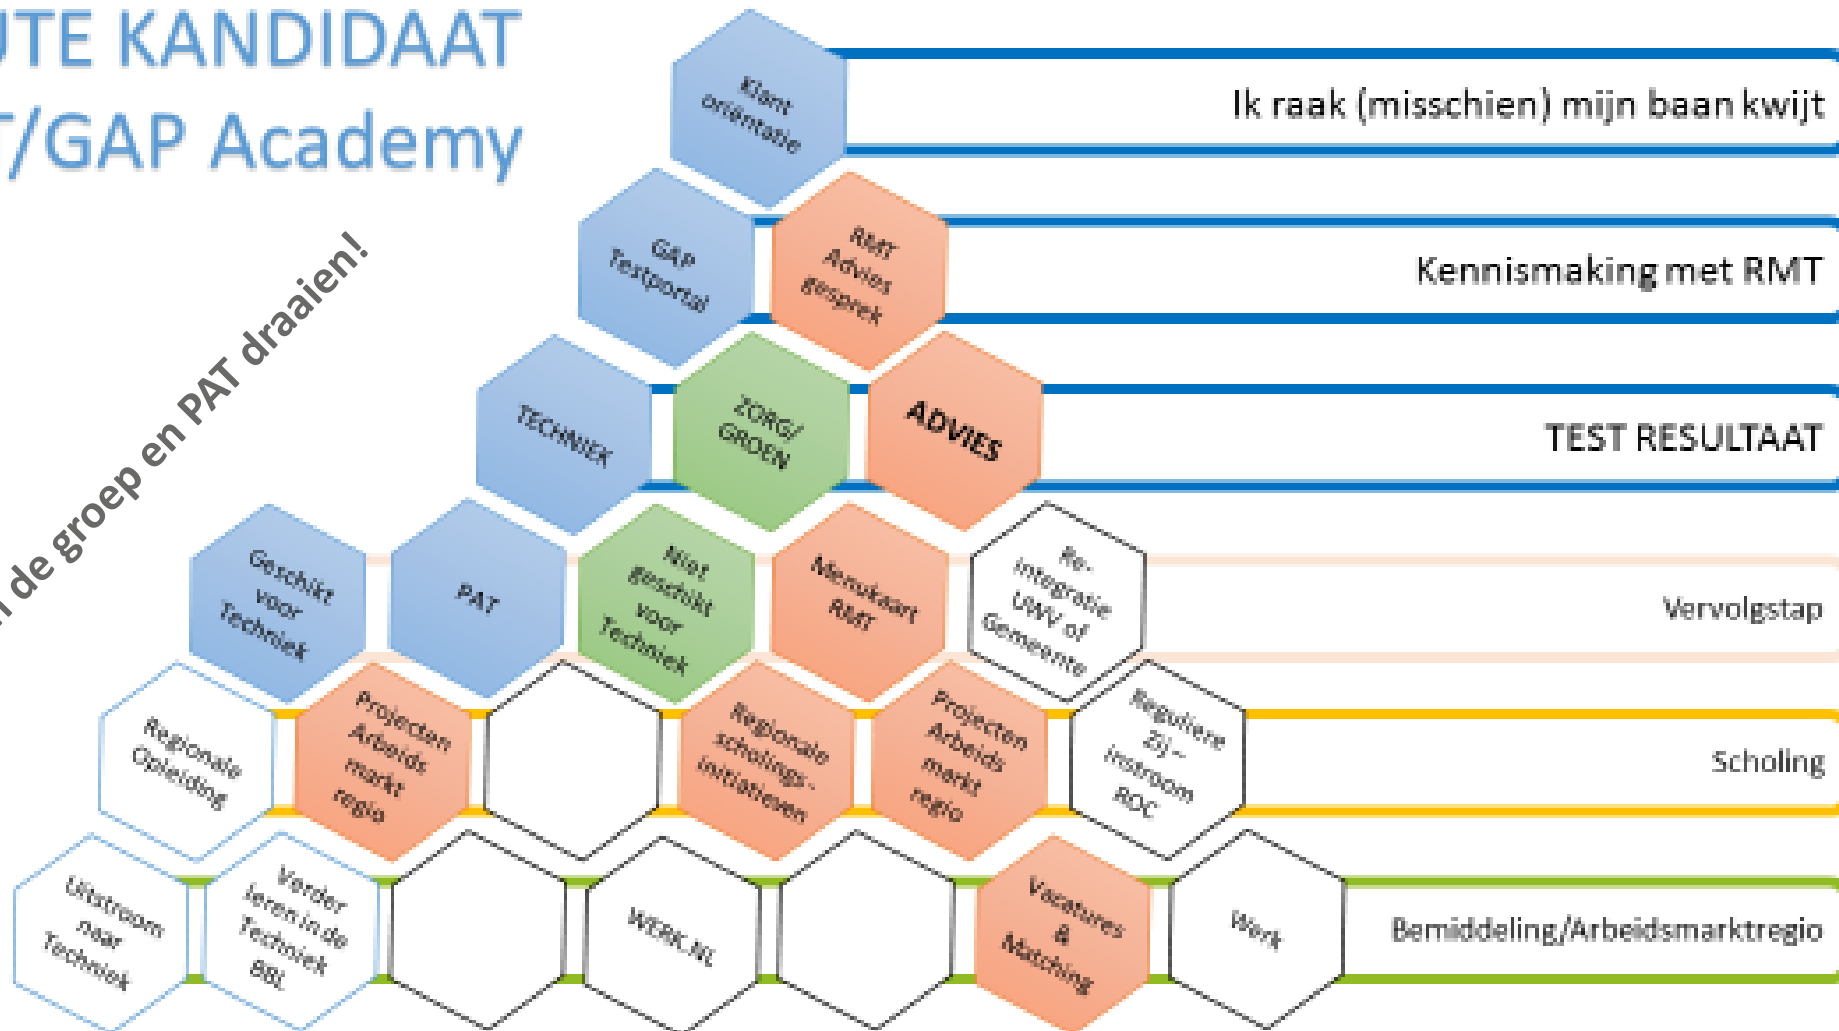 UTE KANDIDAAT
T/GAP Academy
de groep en PAT draaien!
Klant
oriëntatie
Ik raak (misschien) mijn baan kwijt
GAP
Testportal
RMT
Advies
gesprek
Kennismaking met RMT
TECHNIEK
ZORG/
GROEN
ADVIES
TEST RESULTAAT
Geschikt
voor
Techniek
PAT
Niet
geschikt
voor
Techniek
Menukaart
RMT
Re-
integratie
UWV of
Gemeente
Vervolgstap
Regionale
Opleiding
Projecten
Arbeids
markt
regio
Regionale
scholings-
initiatieven
Projecten
Arbeids
markt
regio
Reguliere
Zij-
instroom
ROC
Scholing
Uitstroom
naar
Techniek
Verder
leren in de
Techniek
BBL
WERK.NL
Vacatures
&
Matching
Werk
Bemiddeling/Arbeidsmarktregio